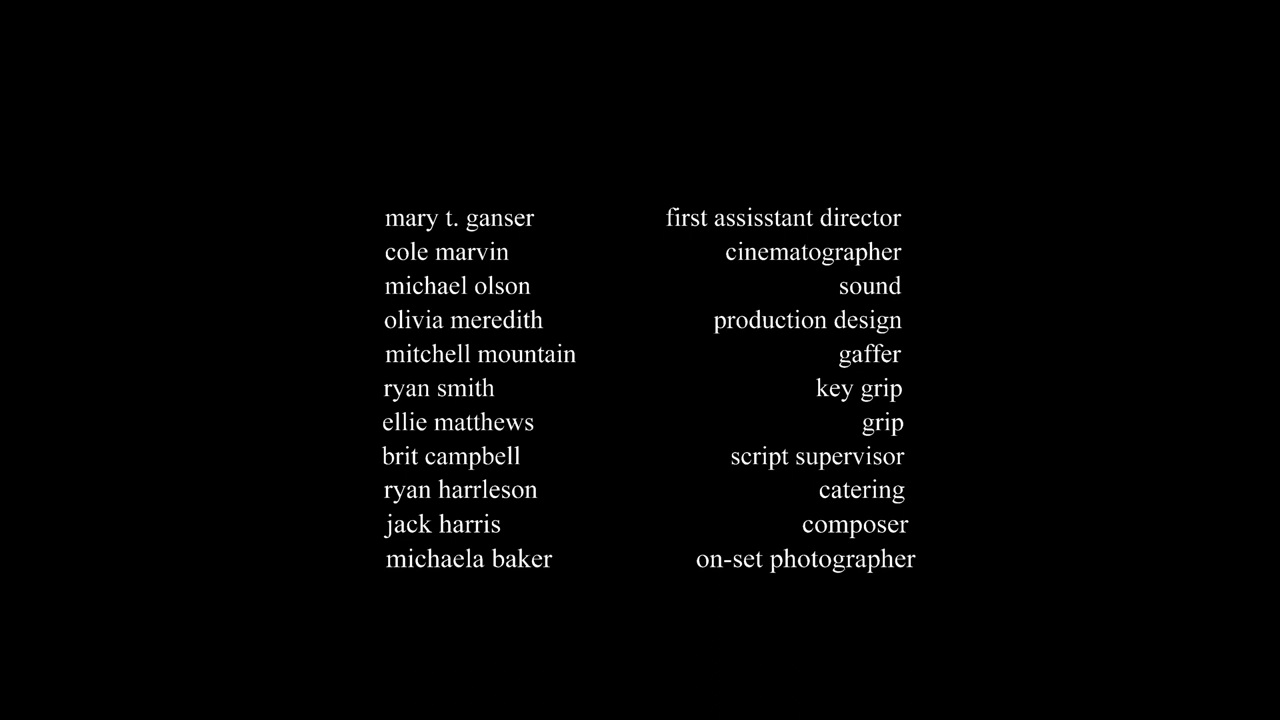 mary t. ganser first assisstant director
cole marvin cinematographer
michael olson sound
olivia meredith production design
mitchell mountain gaffer
ryan smith key grip
ellie matthews grip
brit campbell script supervisor
ryan harrleson catering
jack harris composer
michaela baker on-set photographer